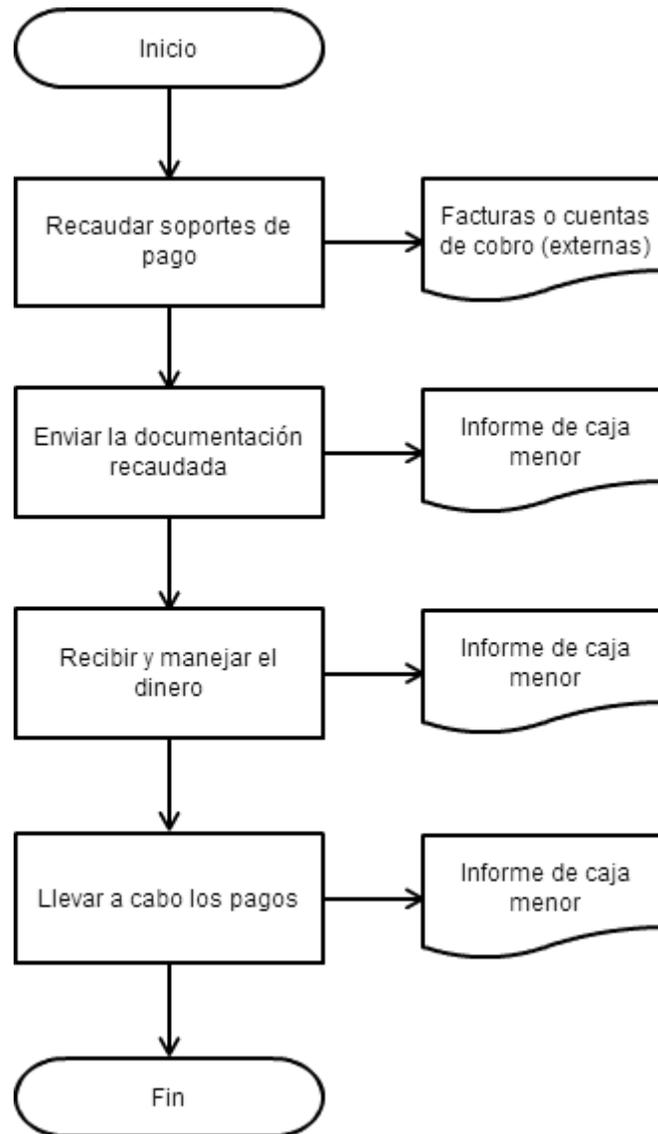 Inicio
Recaudar soportes de
pago
Facturas o cuentas
de cobro (externas)
Enviar la documentación
recaudada
Informe de caja
menor
Recibir y manejar el
dinero
Informe de caja
menor
Llevar a cabo los pagos
Informe de caja
menor
Fin